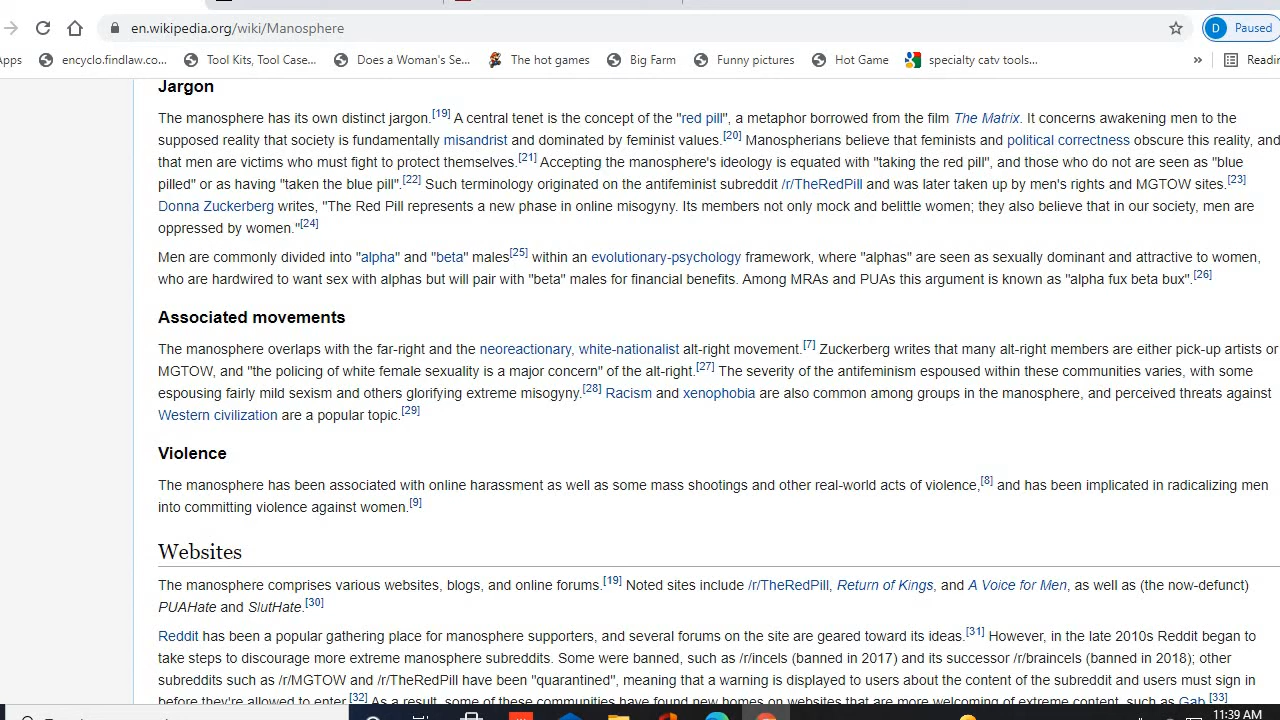 en.wikipedia.org/wiki/Manosphere
D Paused
Apps encyclo.findlaw.co... Tool Kits, Tool Case... Does a Woman's Se... The hot games Big Farm Funny pictures Hot Game specialty catv tools... »
Jargon
The manosphere has its own distinct jargon.[19] A central tenet is the concept of the "red pill", a metaphor borrowed from the film The Matrix. It concerns awakening men to the
supposed reality that society is fundamentally misandrist and dominated by feminist values.[20] Manospherians believe that feminists and political correctness obscure this reality, and
that men are victims who must fight to protect themselves.[21] Accepting the manosphere's ideology is equated with "taking the red pill", and those who do not are seen as "blue
pilled" or as having "taken the blue pill".[22] Such terminology originated on the antifeminist subreddit /r/TheRedPill and was later taken up by men's rights and MGTOW sites.[23]
Donna Zuckerberg writes, "The Red Pill represents a new phase in online misogyny. Its members not only mock and belittle women; they also believe that in our society, men are
oppressed by women."[24]
Men are commonly divided into "alpha" and "beta" males[25] within an evolutionary-psychology framework, where "alphas" are seen as sexually dominant and attractive to women,
who are hardwired to want sex with alphas but will pair with "beta" males for financial benefits. Among MRAs and PUAs this argument is known as "alpha fux beta bux".[26]
Associated movements
The manosphere overlaps with the far-right and the neoreactionary, white-nationalist alt-right movement.[7] Zuckerberg writes that many alt-right members are either pick-up artists or
MGTOW, and "the policing of white female sexuality is a major concern" of the alt-right.[27] The severity of the antifeminism espoused within these communities varies, with some
espousing fairly mild sexism and others glorifying extreme misogyny.[28] Racism and xenophobia are also common among groups in the manosphere, and perceived threats against
Western civilization are a popular topic.[29]
Violence
The manosphere has been associated with online harassment as well as some mass shootings and other real-world acts of violence,[8] and has been implicated in radicalizing men
into committing violence against women.[9]
Websites
The manosphere comprises various websites, blogs, and online forums.[19] Noted sites include /r/TheRedPill, Return of Kings, and A Voice for Men, as well as (the now-defunct)
PUAHate and SlutHate.[30]
Reddit has been a popular gathering place for manosphere supporters, and several forums on the site are geared toward its ideas.[31] However, in the late 2010s Reddit began to
take steps to discourage more extreme manosphere subreddits. Some were banned, such as /r/incels (banned in 2017) and its successor /r/braincels (banned in 2018); other
subreddits such as /r/MGTOW and /r/TheRedPill have been "quarantined", meaning that a warning is displayed to users about the content of the subreddit and users must sign in
before they're allowed to enter.[32] As a result, some of these communities have found new homes on websites that are more welcoming of extreme content, such as Gab.[33]
11:39 AM